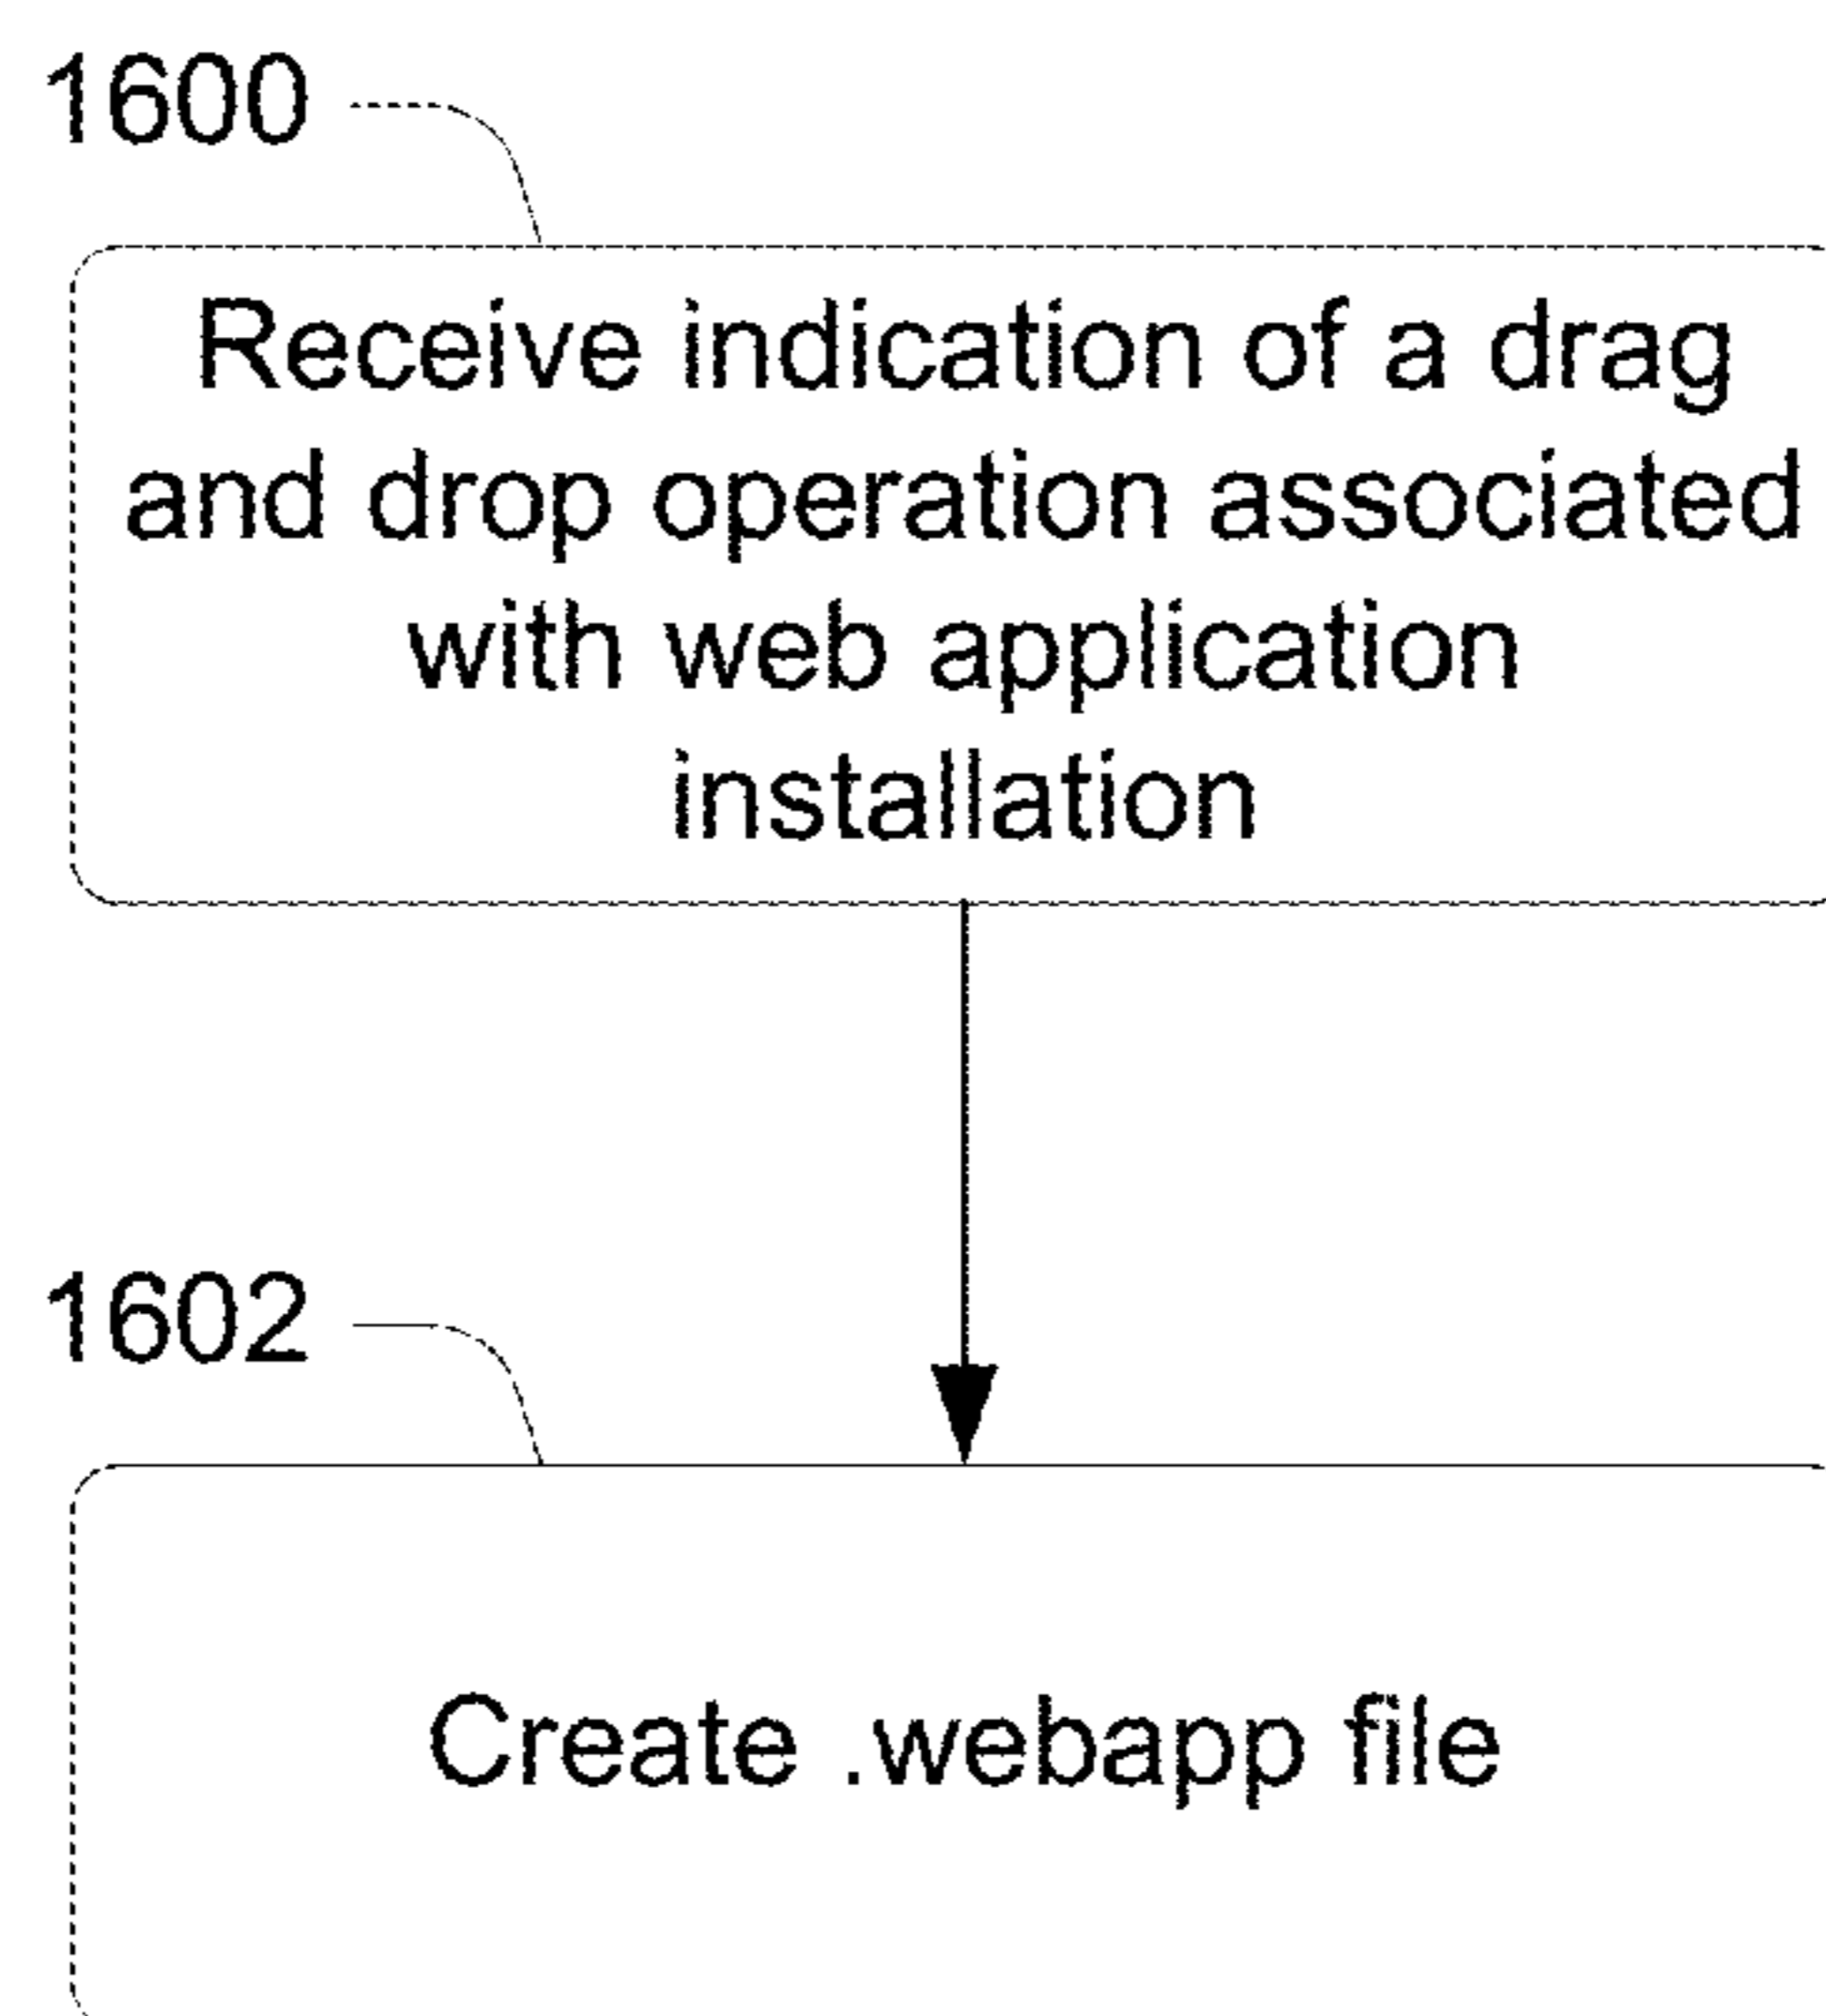 1600
Receive indication of a drag
and drop operation associated
with web application
installation
1602
Create .webapp file